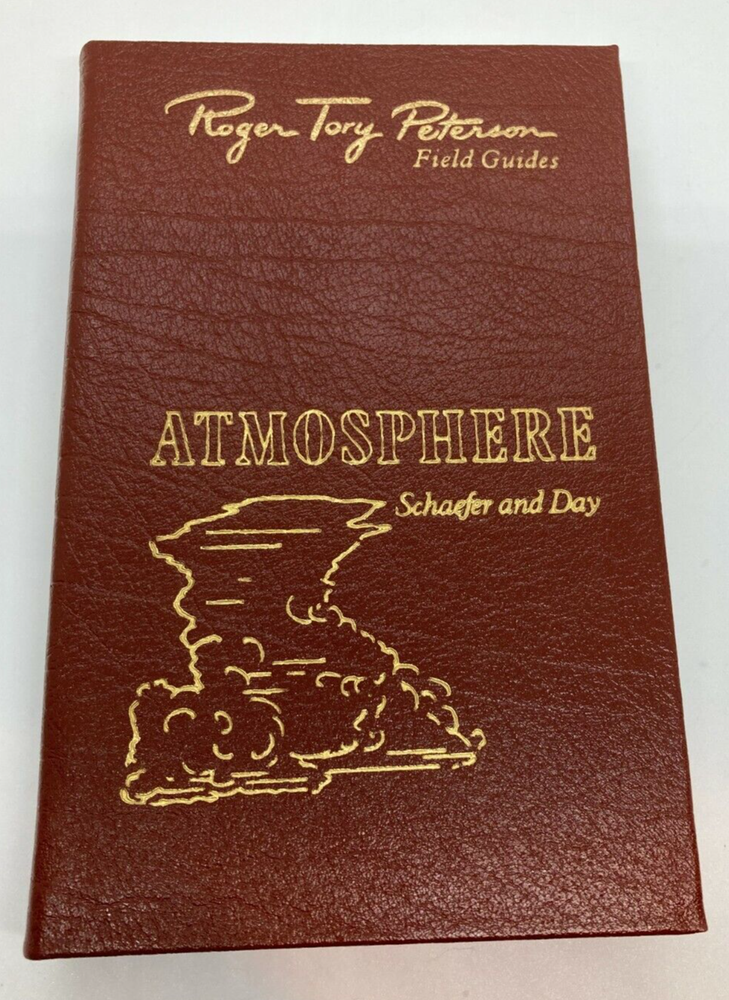 Roger Tory Peterson
Field Guides
ATMOSPHERE
Schaefer and Day